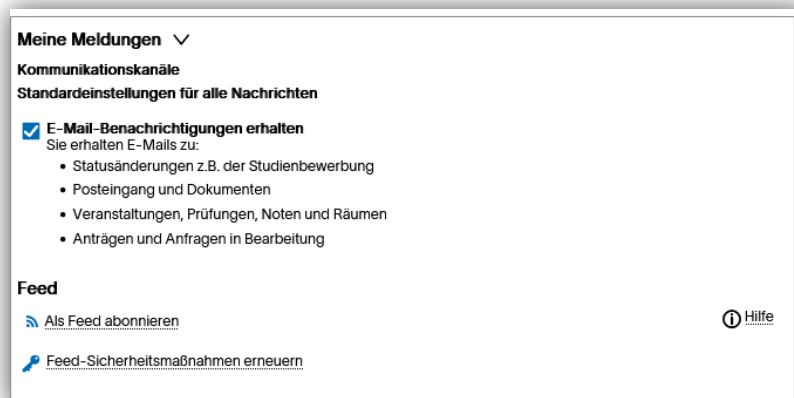 Meine Meldungen
Kommunikationskanäle
Standardeinstellungen für alle Nachrichten
E-Mail-Benachrichtigungen erhalten
Sie erhalten E-Mails zu:
• Statusänderungen z.B. der Studienbewerbung
• Posteingang und Dokumenten
• Veranstaltungen, Prüfungen, Noten und Räumen
• Anträgen und Anfragen in Bearbeitung
Feed
Als Feed abonnieren
Hilfe
Feed-Sicherheitsmaßnahmen erneuern